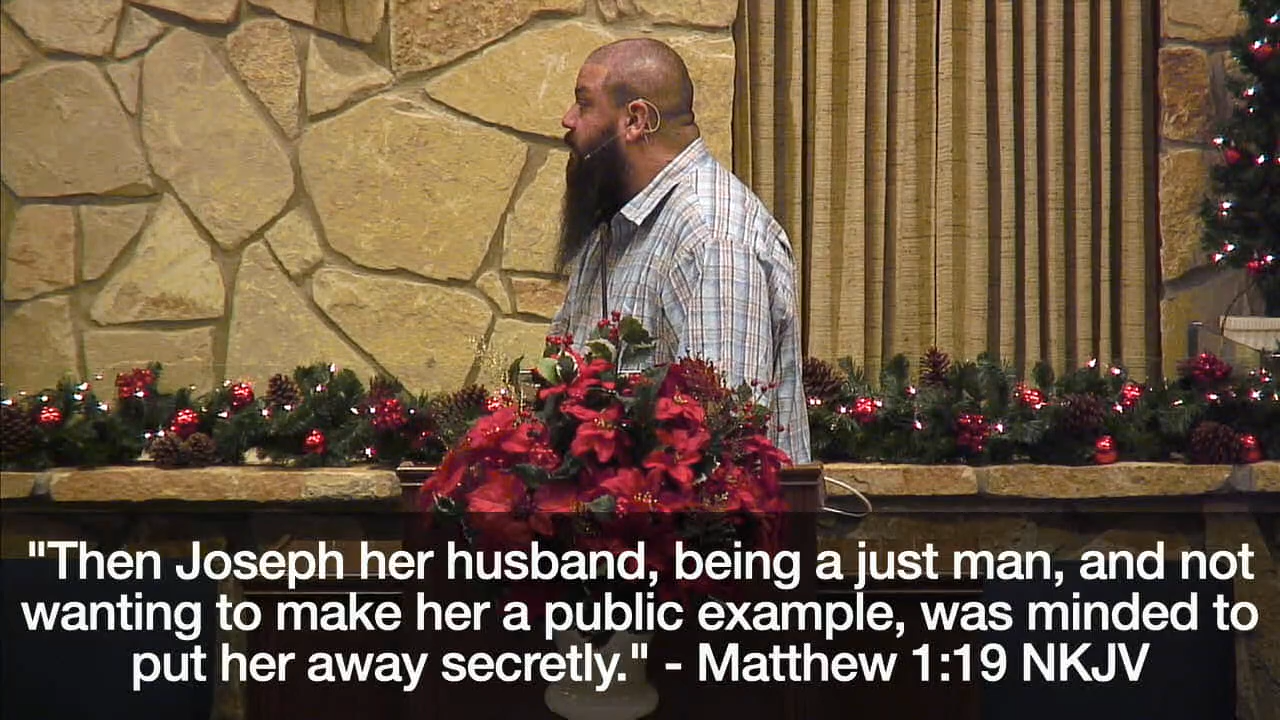 "Then Joseph her husband, being a just man, and not
wanting to make her a public example, was minded to
put her away secretly." - Matthew 1:19 NKJV